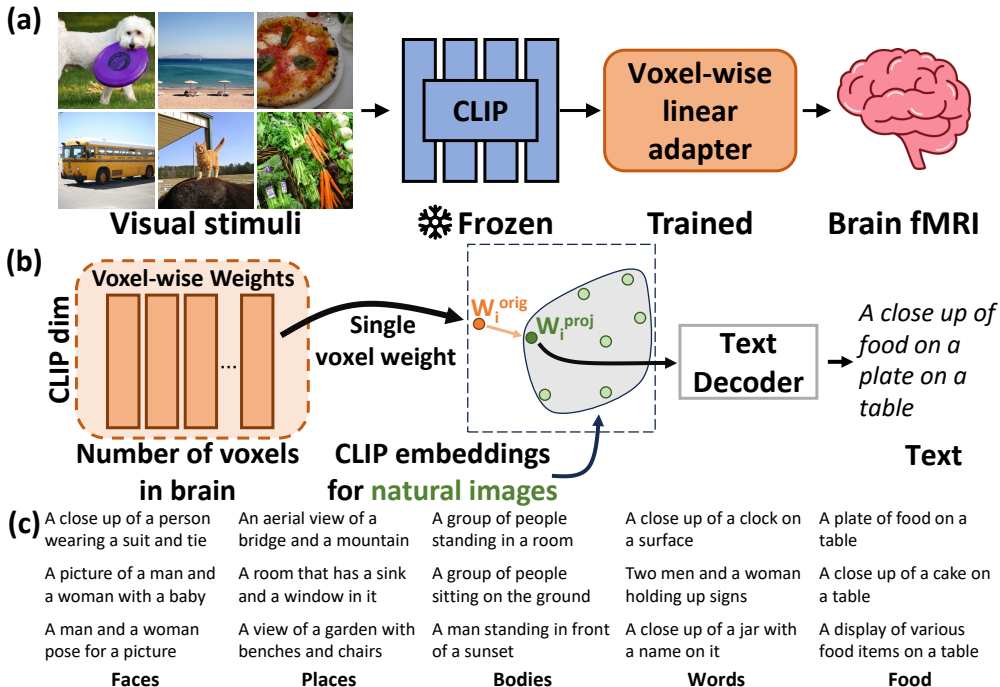 (a)
CLIP
Voxel-wise
linear
adapter
Visual stimuli
Frozen
Trained
Brain fMRI
(b)
Voxel-wise Weights
CLIP dim
...
Number of voxels
in brain
Single
voxel weight
W_i^orig
W_i^proj
CLIP embeddings
for natural images
Text
Decoder
A close up of
food on a
plate on a
table
Text
(c)
A close up of a person
wearing a suit and tie
A picture of a man and
a woman with a baby
A man and a woman
pose for a picture
Faces
An aerial view of a
bridge and a mountain
A room that has a sink
and a window in it
A view of a garden with
benches and chairs
Places
A group of people
standing in a room
A group of people
sitting on the ground
A man standing in front
of a sunset
Bodies
A close up of a clock on
a surface
Two men and a woman
holding up signs
A close up of a jar with
a name on it
Words
A plate of food on a
table
A close up of a cake on
a table
A display of various
food items on a table
Food